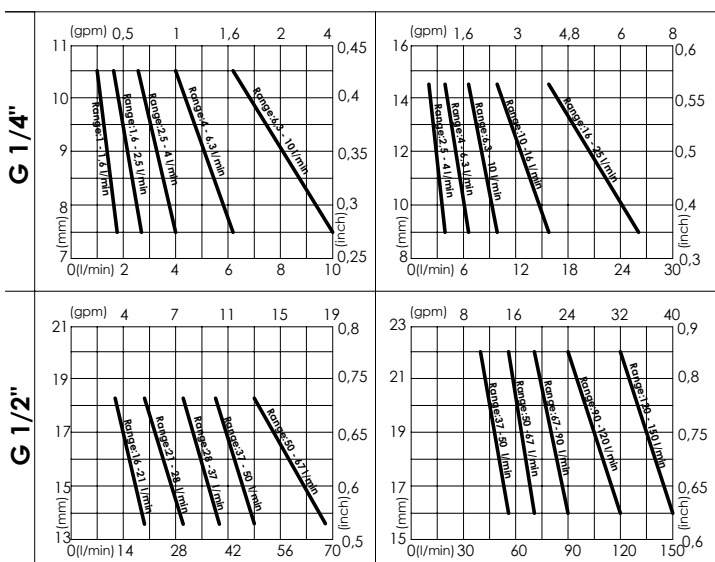 G 1/4"
(gpm) 0,5 1 1,6 2 4
11
10
9
8
7
(mm)
0,45
0,4
0,35
0,3
0,25
(inch)
Range:1 - 1,6 l/min
Range:1,6 - 2,5 l/min
Range:2,5 - 4 l/min
Range:4 - 6,3 l/min
Range:6,3 - 10 l/min
0(l/min) 2 4 6 8 10
(gpm) 1,6 3 4,8 6 8
16
14
12
10
8
(mm)
0,6
0,55
0,5
0,4
0,3
(inch)
Range:2,5 - 4 l/min
Range:4 - 6,3 l/min
Range:6,3 - 10 l/min
Range:10 -16 l/min
Range:16 - 25 l/min
0(l/min) 6 12 18 24 30
G 1/2"
(gpm) 4 7 11 15 19
21
19
17
15
13
(mm)
0,8
0,7
0,65
0,6
0,5
(inch)
Range:16 -21 l/min
Range:21 - 28 l/min
Range:28 - 37 l/min
Range:37 - 50 l/min
Range:50 - 67 l/min
0(l/min) 14 28 42 56 70
(gpm) 8 16 24 32 40
23
21
19
17
15
(mm)
0,9
0,8
0,75
0,65
0,6
(inch)
Range:37 -50 l/min
Range:50 -67 l/min
Range:67 - 90 l/min
Range:90 -120 l/min
Range:120 - 150 l/min
0(l/min) 30 60 90 120 150